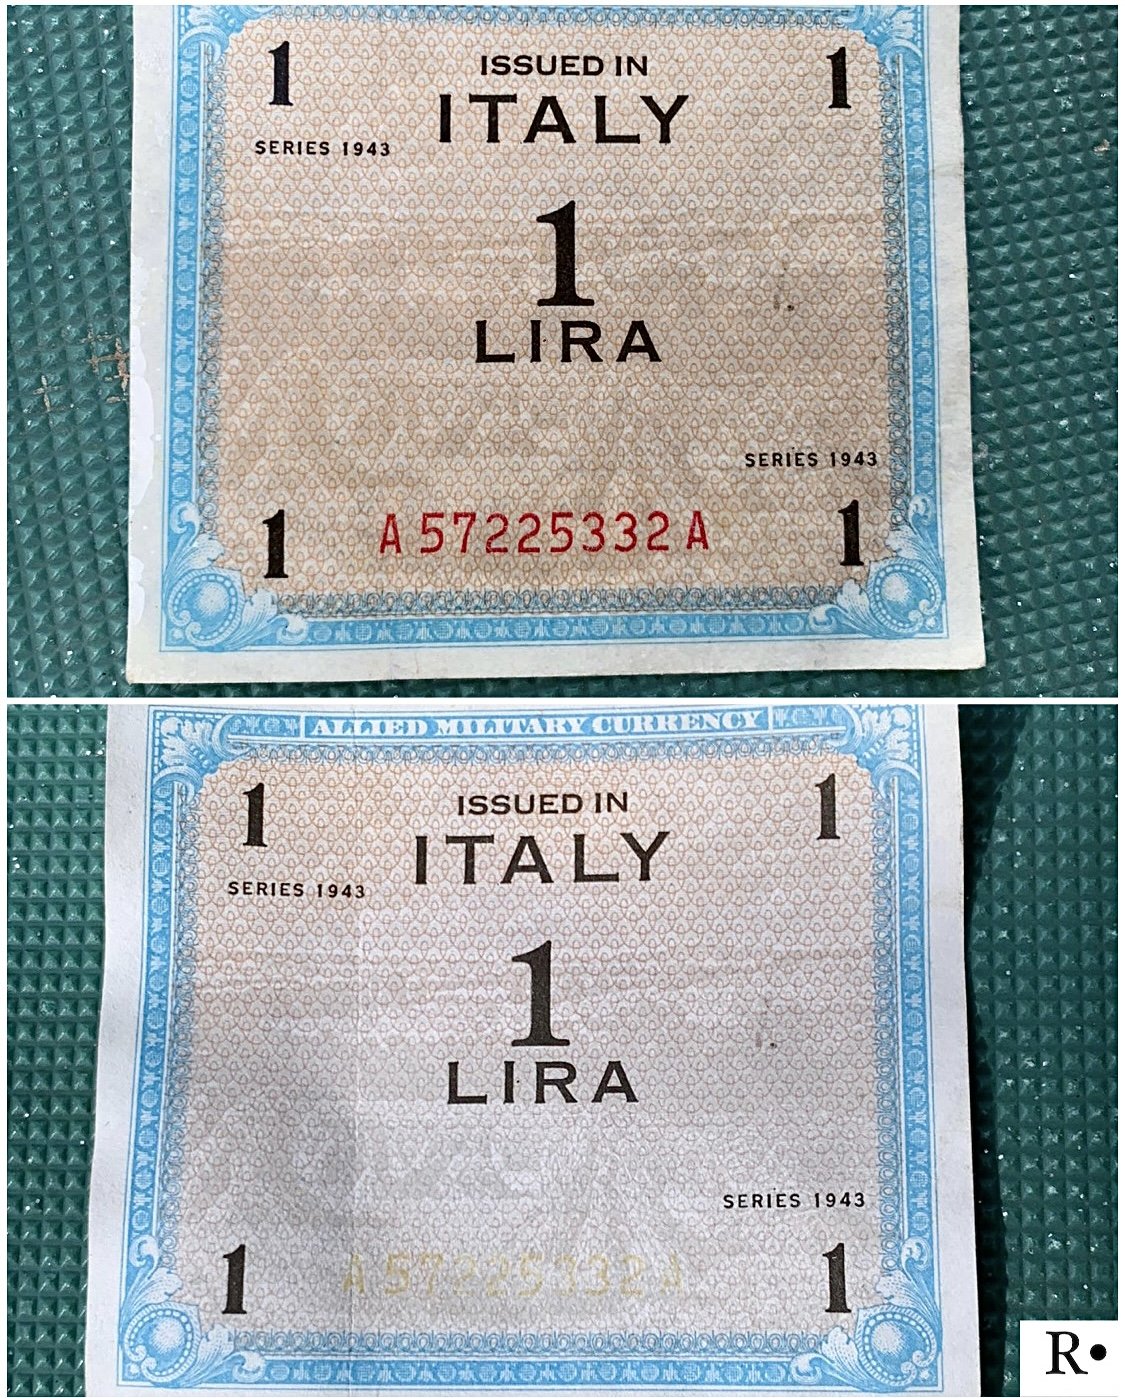 1 ISSUED IN 1
ITALY
SERIES 1943
1
LIRA
SERIES 1943
1 A57225332A 1
ALLIED MILITARY CURRENCY
1 ISSUED IN 1
ITALY
SERIES 1943
1
LIRA
SERIES 1943
1 A57225332A 1
R•